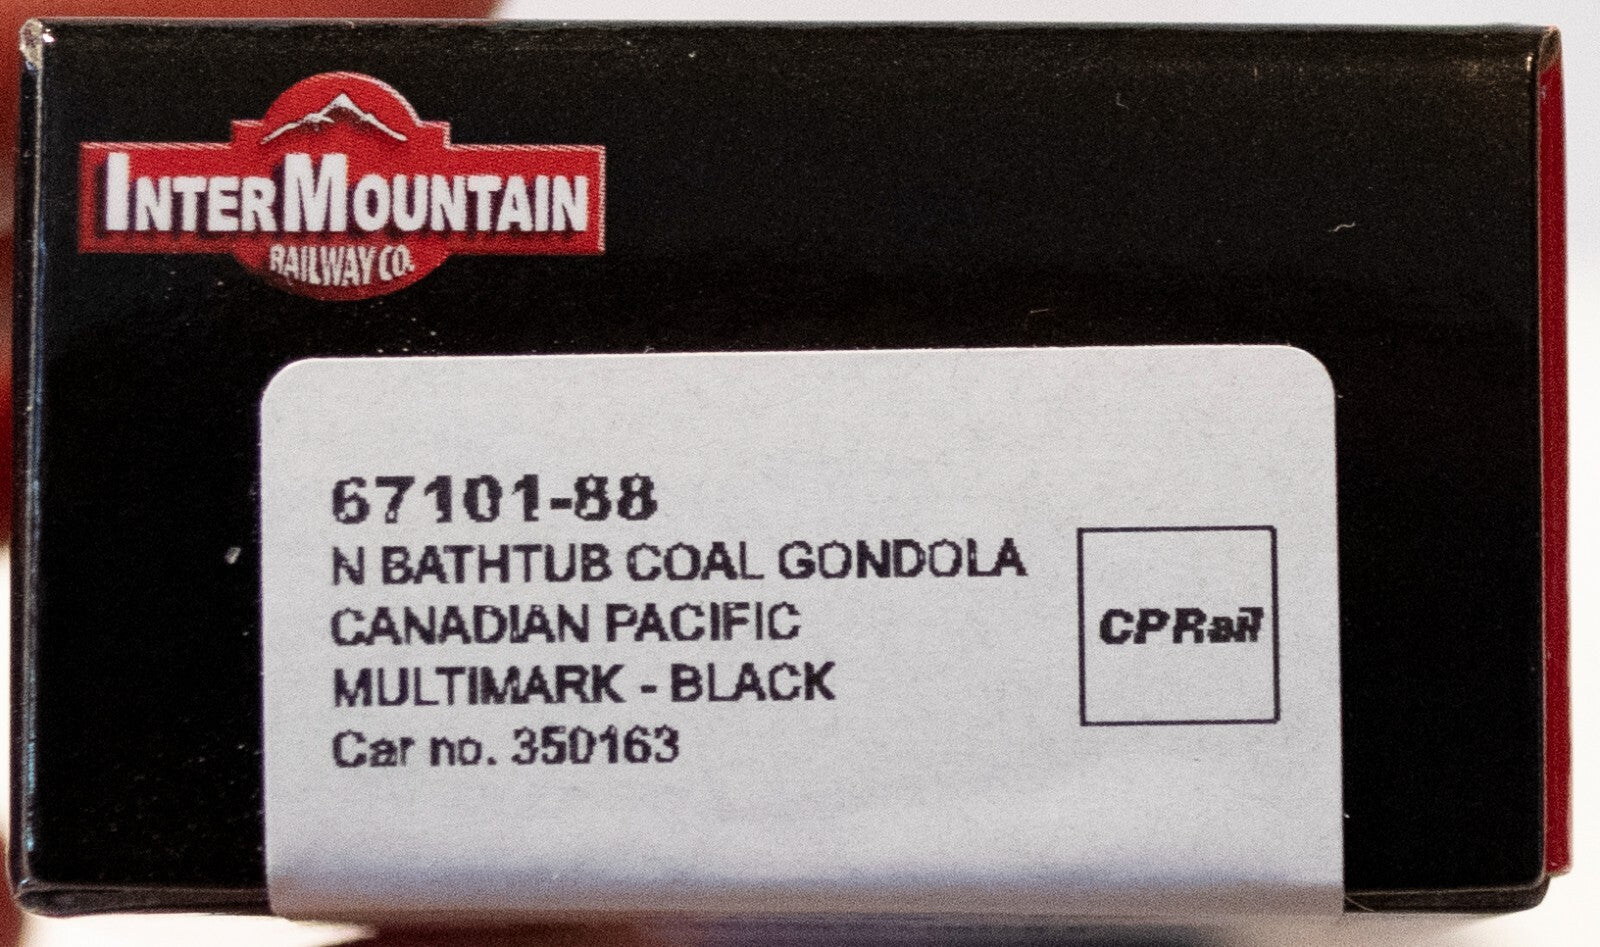 INTERMOUNTAIN
RAILWAY CO.
67101-88
N BATHTUB COAL GONDOLA
CANADIAN PACIFIC
MULTIMARK - BLACK
Car no. 350163
CPRail